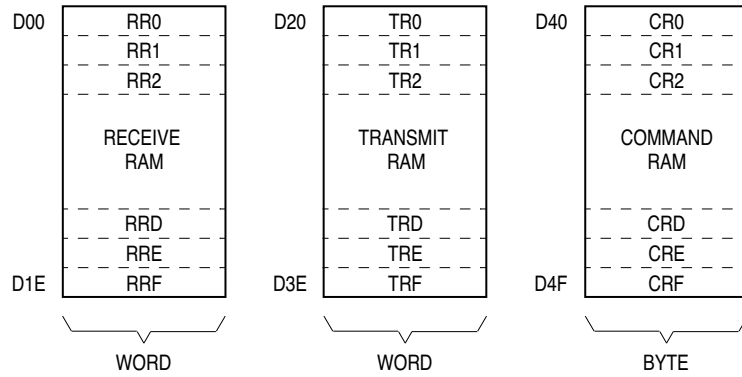 D00 RR0 D20 TR0 D40 CR0
RR1 TR1 CR1
RR2 TR2 CR2
RECEIVE TRANSMIT COMMAND
RAM RAM RAM
RRD TRD CRD
RRE TRE CRE
D1E RRF D3E TRF D4F CRF
WORD WORD BYTE